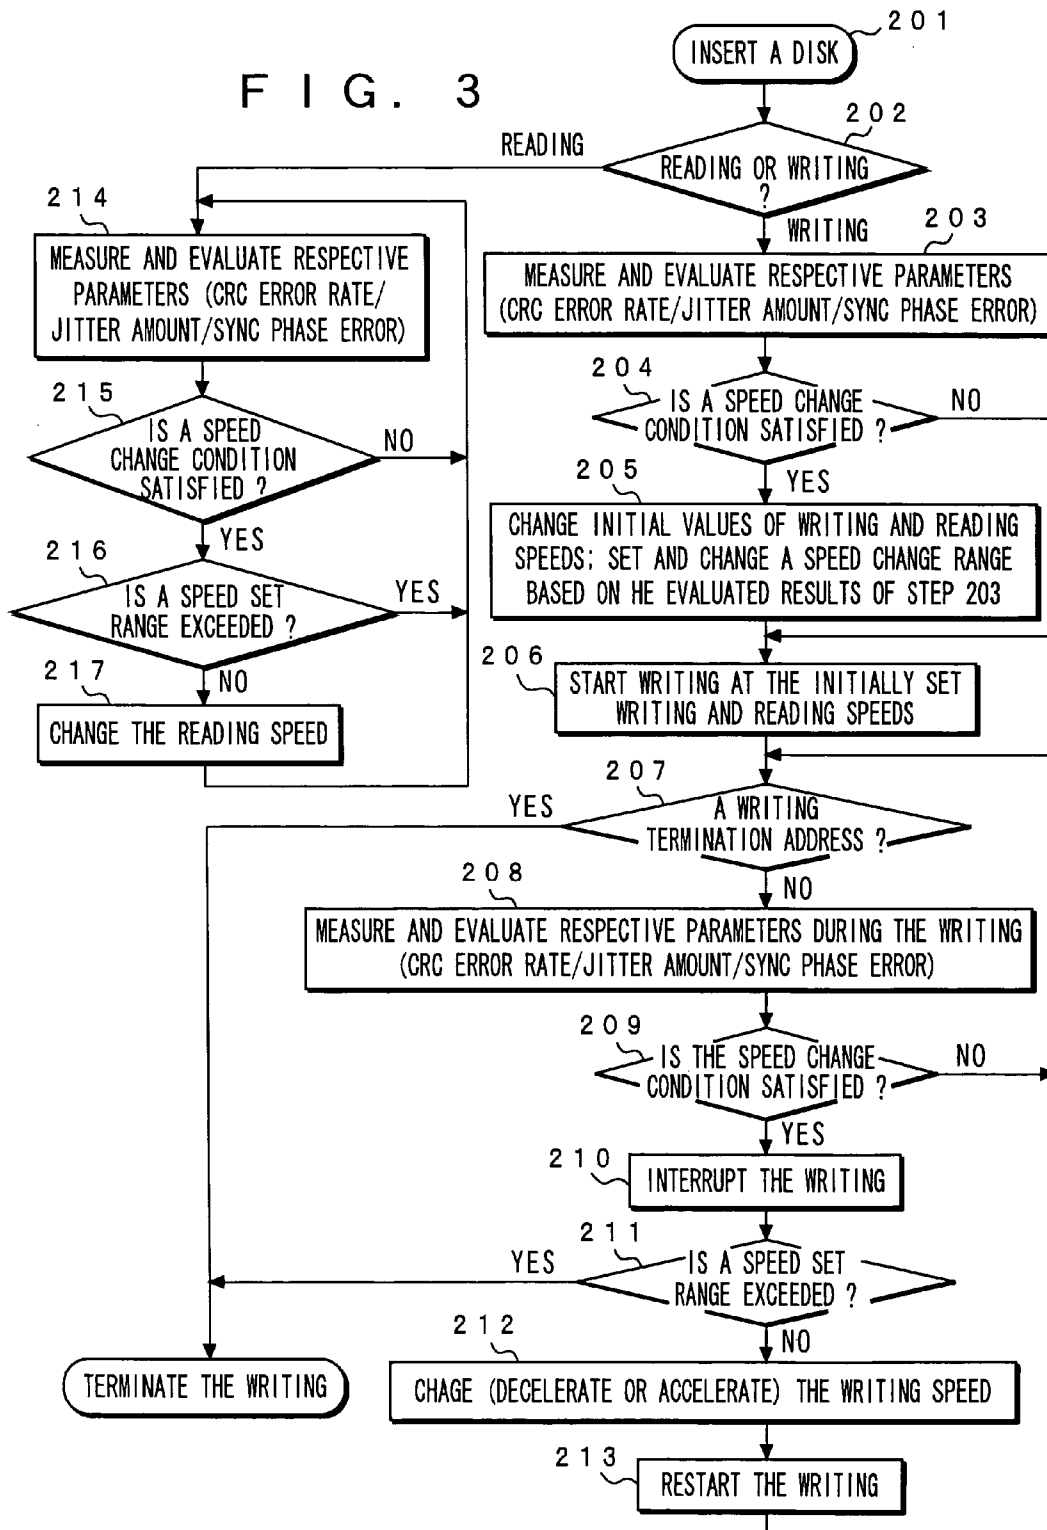 FIG. 3
201
INSERT A DISK
202
READING OR WRITING
?
READING
WRITING
214
MEASURE AND EVALUATE RESPECTIVE
PARAMETERS (CRC ERROR RATE/
JITTER AMOUNT/SYNC PHASE ERROR)
215
IS A SPEED
CHANGE CONDITION
SATISFIED ?
NO
YES
216
IS A SPEED SET
RANGE EXCEEDED ?
YES
NO
217
CHANGE THE READING SPEED
203
MEASURE AND EVALUATE RESPECTIVE PARAMETERS
(CRC ERROR RATE/JITTER AMOUNT/SYNC PHASE ERROR)
204
IS A SPEED CHANGE
CONDITION SATISFIED ?
NO
YES
205
CHANGE INITIAL VALUES OF WRITING AND READING
SPEEDS; SET AND CHANGE A SPEED CHANGE RANGE
BASED ON HE EVALUATED RESULTS OF STEP 203
206
START WRITING AT THE INITIALLY SET
WRITING AND READING SPEEDS
207
A WRITING
TERMINATION ADDRESS ?
YES
NO
208
MEASURE AND EVALUATE RESPECTIVE PARAMETERS DURING THE WRITING
(CRC ERROR RATE/JITTER AMOUNT/SYNC PHASE ERROR)
209
IS THE SPEED CHANGE
CONDITION SATISFIED ?
NO
YES
210
INTERRUPT THE WRITING
211
IS A SPEED SET
RANGE EXCEEDED ?
YES
NO
212
CHAGE (DECELERATE OR ACCELERATE) THE WRITING SPEED
TERMINATE THE WRITING
213
RESTART THE WRITING